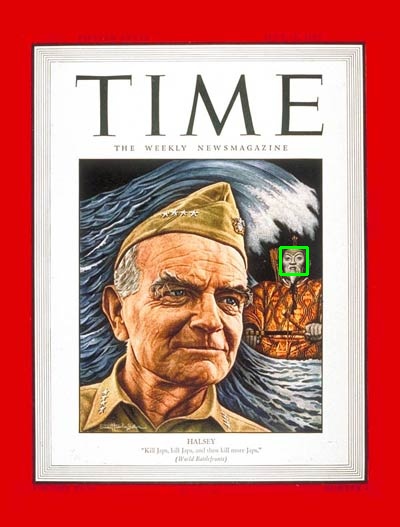 TIME
THE WEEKLY NEWSMAGAZINE
HALSEY
"Kill Japs, kill Japs, and then kill more Japs."
(World Battlefronts)